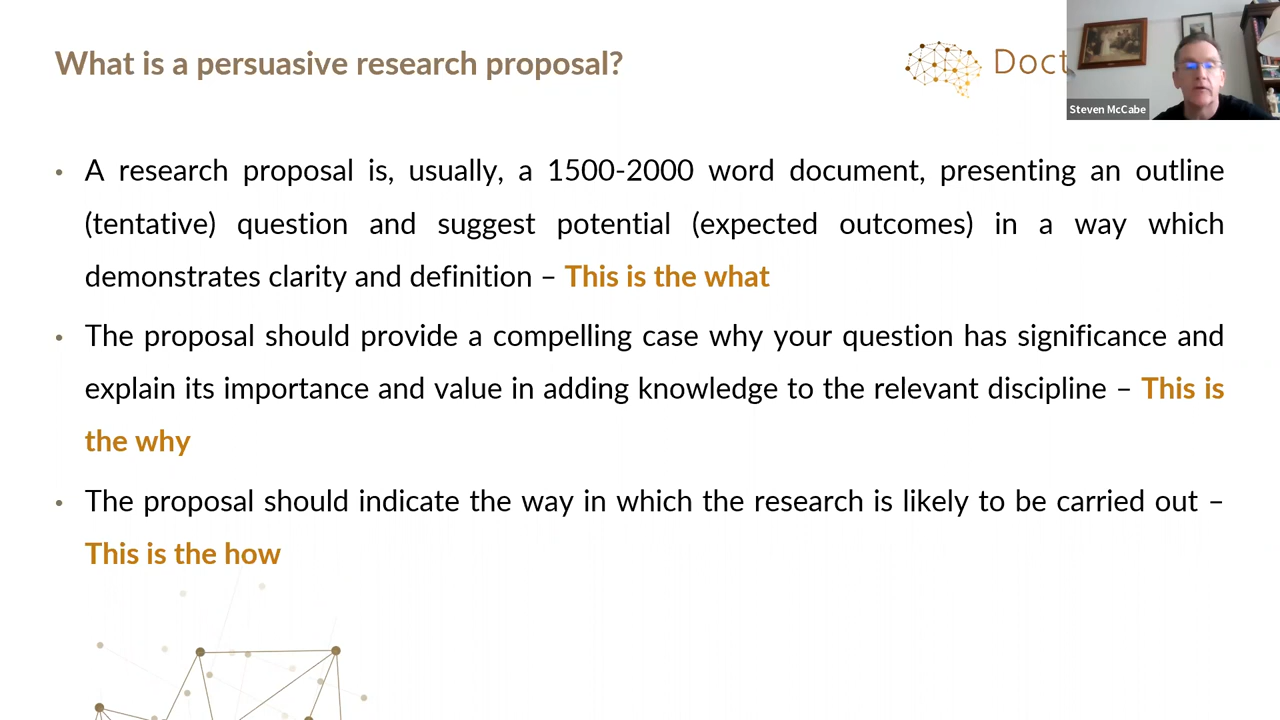 What is a persuasive research proposal?
Doct
Steven McCabe
• A research proposal is, usually, a 1500-2000 word document, presenting an outline
(tentative) question and suggest potential (expected outcomes) in a way which
demonstrates clarity and definition – This is the what
• The proposal should provide a compelling case why your question has significance and
explain its importance and value in adding knowledge to the relevant discipline – This is
the why
• The proposal should indicate the way in which the research is likely to be carried out –
This is the how